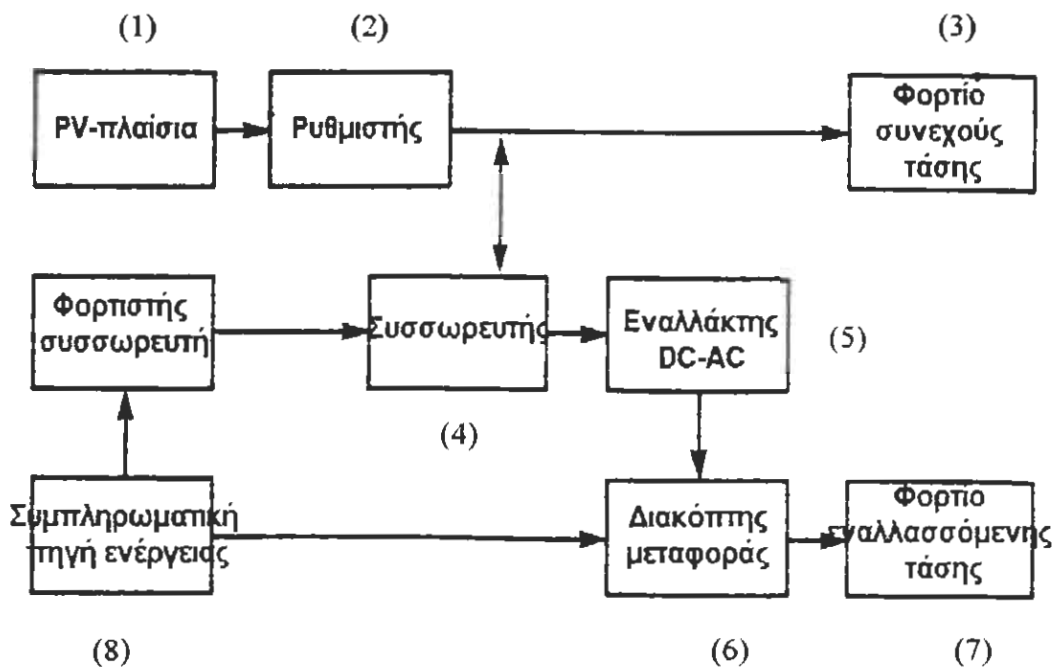 (1)
(2)
(3)
PV-πλαίσια
Ρυθμιστής
Φορτίο
συνεχούς
τάσης
Φορπστής
συσσωρευτή
Συσσωρευτής
Εναλλάκτης
DC-AC
(5)
(4)
Συμπληρωματική
πηγή ενέργειας
Διακόπτης
μεταφοράς
Φορτίο
εναλλασσόμενης
τάσης
(8)
(6)
(7)